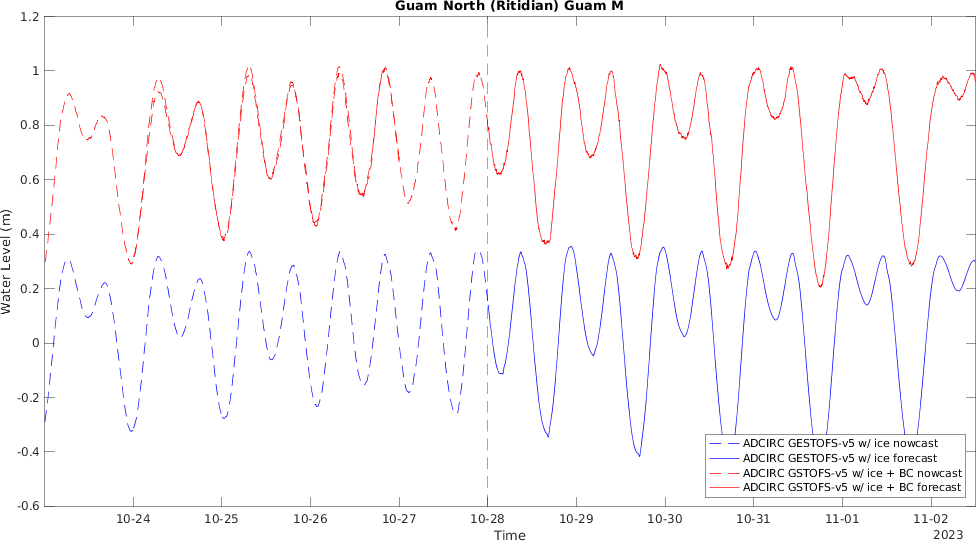 Guam North (Ritidian) Guam M
1.2
1
0.8
0.6
0.4
0.2
0
-0.2
-0.4
-0.6
Water Level (m)
ADCIRC GESTOFS-v5 w/ ice nowcast
ADCIRC GESTOFS-v5 w/ ice forecast
ADCIRC GSTOFS-v5 w/ ice + BC nowcast
ADCIRC GSTOFS-v5 w/ ice + BC forecast
10-24 10-25 10-26 10-27 10-28 10-29 10-30 10-31 11-01 11-02
Time
2023